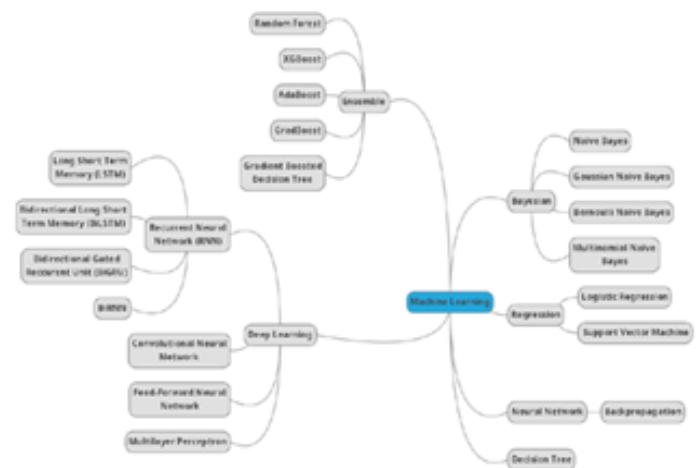 Random Forest
XGBoost
AdaBoost
GradBoost
Gradient Boosted
Decision Tree
Ensemble
Long Short Term
Memory (LSTM)
Bidirectional Long Short
Term Memory (BiLSTM)
Bidirectional Gated
Reccurent Unit (BiGRU)
BiRNN
Recurrent Neural
Network (RNN)
Convolutional Neural
Network
Feed-Forward Neural
Network
Multilayer Perceptron
Deep Learning
Machine Learning
Bayesian
Naive Bayes
Gaussian Naive Bayes
Bernoulli Naive Bayes
Multinomial Naive
Bayes
Regression
Logistic Regression
Support Vector Machine
Neural Network
Backpropagation
Decision Tree